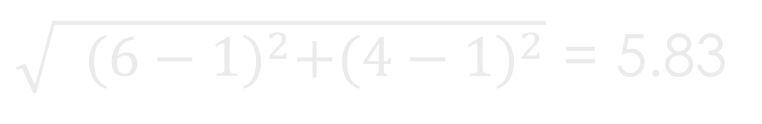 √(6 − 1)²+(4 − 1)² = 5.83